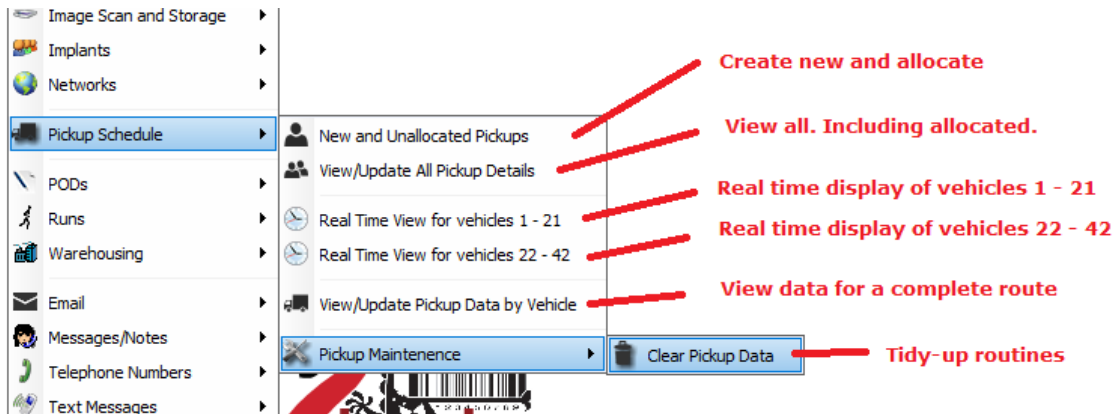 Image Scan and Storage
Implants
Networks
Pickup Schedule
PODs
Runs
Warehousing
Email
Messages/Notes
Telephone Numbers
Text Messages
New and Unallocated Pickups
View/Update All Pickup Details
Real Time View for vehicles 1 - 21
Real Time View for vehicles 22 - 42
View/Update Pickup Data by Vehicle
Pickup Maintenence
Clear Pickup Data
Create new and allocate
View all. Including allocated.
Real time display of vehicles 1 - 21
Real time display of vehicles 22 - 42
View data for a complete route
Tidy-up routines